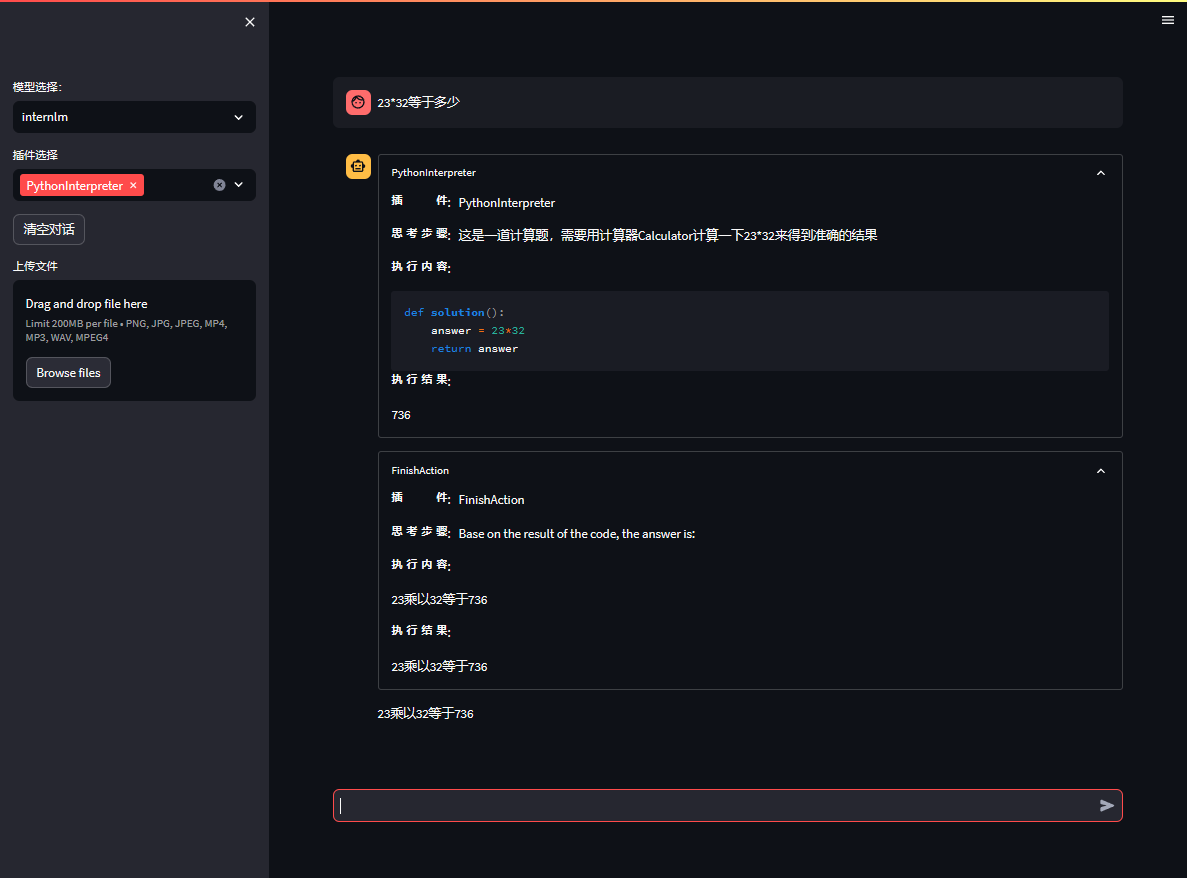 模型选择:
internlm
插件选择
PythonInterpreter ×
清空对话
上传文件
Drag and drop file here
Limit 200MB per file • PNG, JPG, JPEG, MP4,
MP3, WAV, MPEG4
Browse files
23*32等于多少
PythonInterpreter
插 件: PythonInterpreter
思考步骤: 这是一道计算题，需要用计算器Calculator计算一下23*32来得到准确的结果
执行内容:
def solution():
    answer = 23*32
    return answer
执行结果:
736
FinishAction
插 件: FinishAction
思考步骤: Base on the result of the code, the answer is:
执行内容:
23乘以32等于736
执行结果:
23乘以32等于736
23乘以32等于736